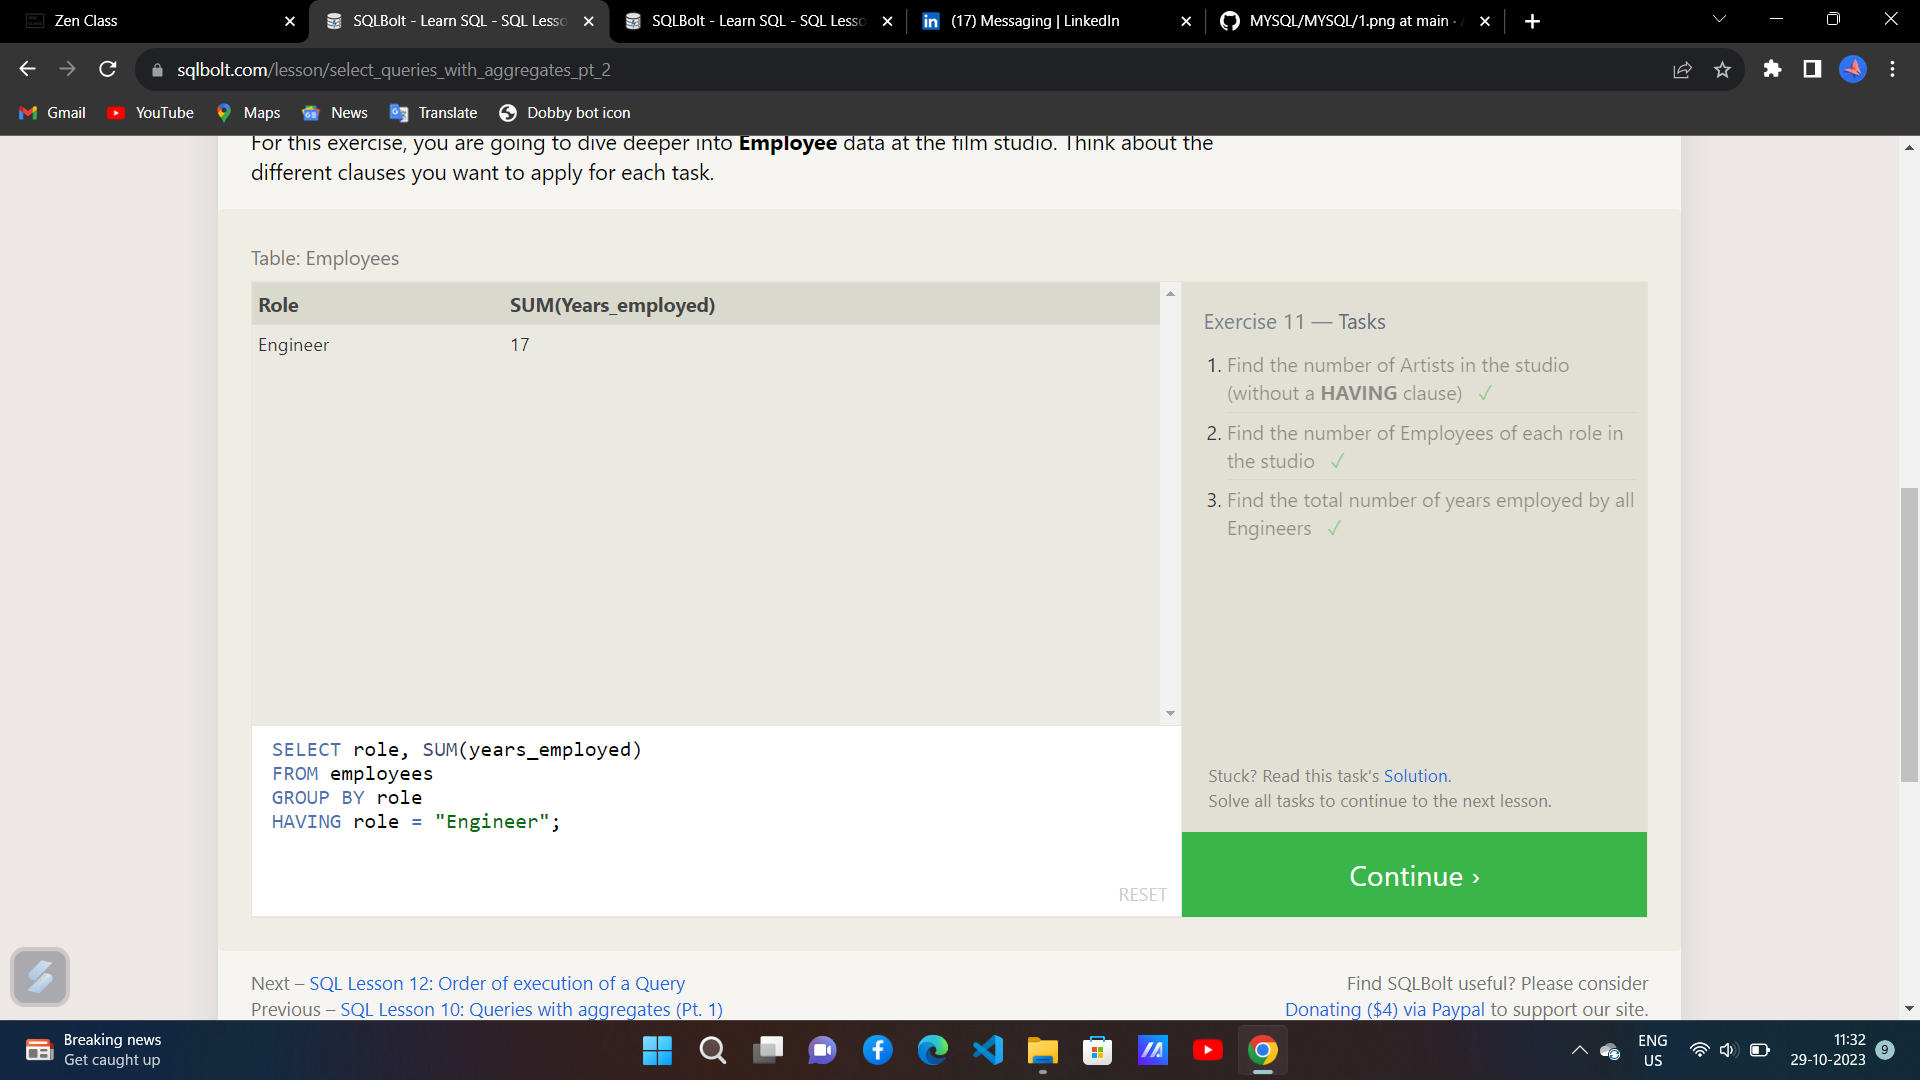 Zen Class
SQLBolt - Learn SQL - SQL Lesso
SQLBolt - Learn SQL - SQL Lesso
(17) Messaging | LinkedIn
MYSQL/MYSQL/1.png at main ·
sqlbolt.com/lesson/select_queries_with_aggregates_pt_2
Gmail
YouTube
Maps
News
Translate
Dobby bot icon
For this exercise, you are going to dive deeper into Employee data at the film studio. Think about the
different clauses you want to apply for each task.
Table: Employees
Role SUM(Years_employed)
Engineer 17
SELECT role, SUM(years_employed)
FROM employees
GROUP BY role
HAVING role = "Engineer";
RESET
Exercise 11 — Tasks
1. Find the number of Artists in the studio
(without a HAVING clause) ✓
2. Find the number of Employees of each role in
the studio ✓
3. Find the total number of years employed by all
Engineers ✓
Stuck? Read this task's Solution.
Solve all tasks to continue to the next lesson.
Continue ›
Next – SQL Lesson 12: Order of execution of a Query
Previous – SQL Lesson 10: Queries with aggregates (Pt. 1)
Find SQLBolt useful? Please consider
Donating ($4) via Paypal to support our site.
Breaking news
Get caught up
ENG
US
11:32
29-10-2023
9